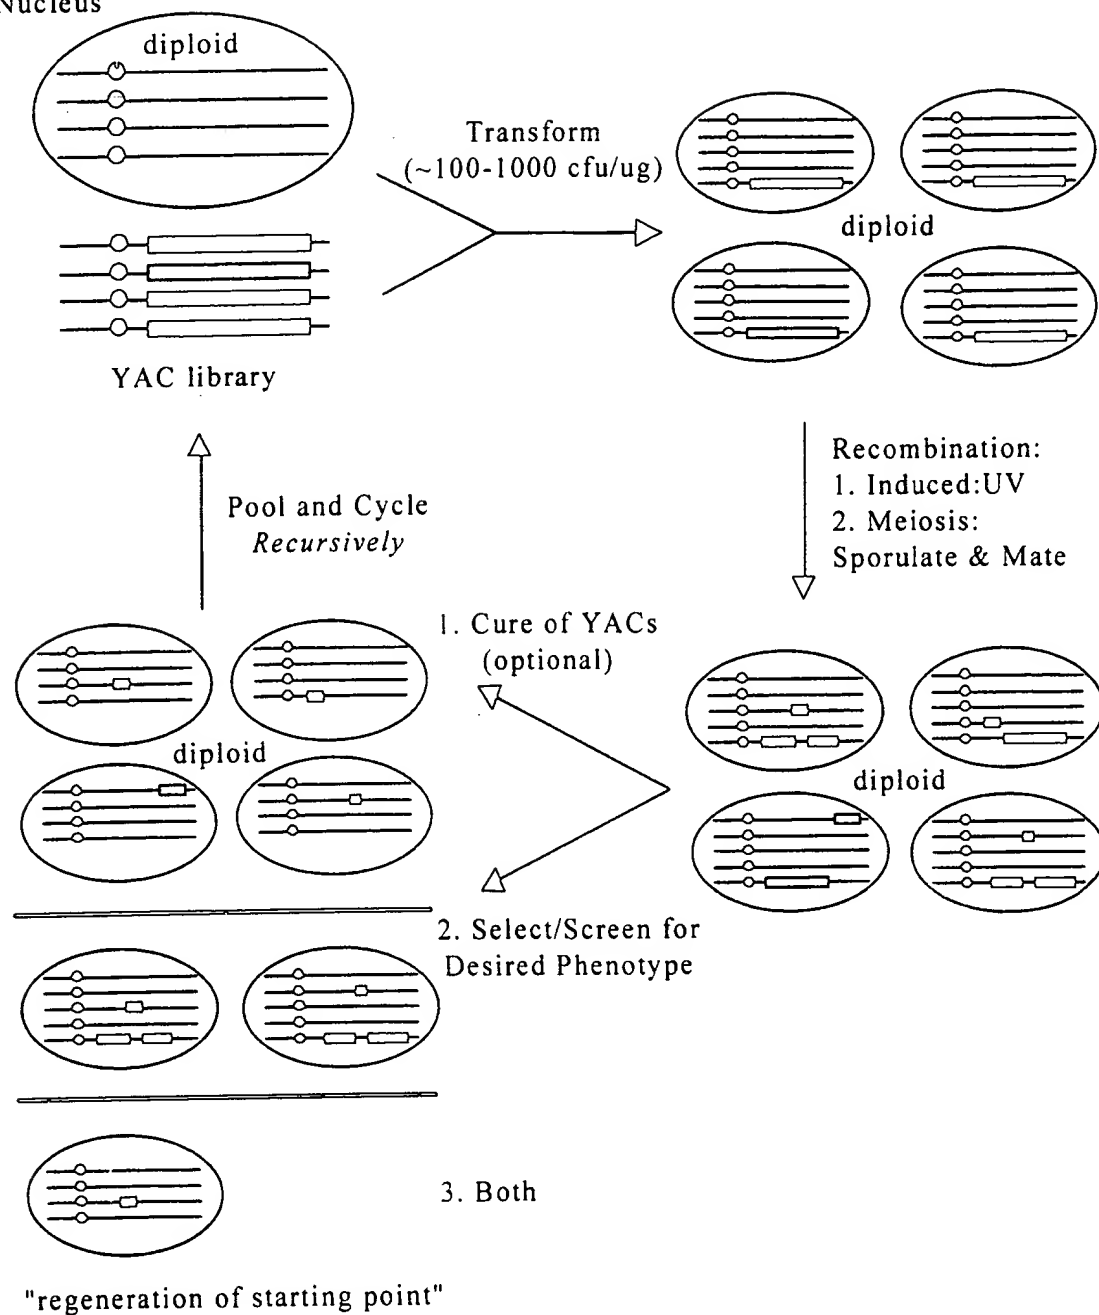 Nucleus
diploid
Transform
(~100-1000 cfu/ug)
diploid
YAC library
Recombination:
1. Induced:UV
2. Meiosis:
Sporulate & Mate
Pool and Cycle
Recursively
1. Cure of YACs
(optional)
diploid
diploid
2. Select/Screen for
Desired Phenotype
3. Both
"regeneration of starting point"